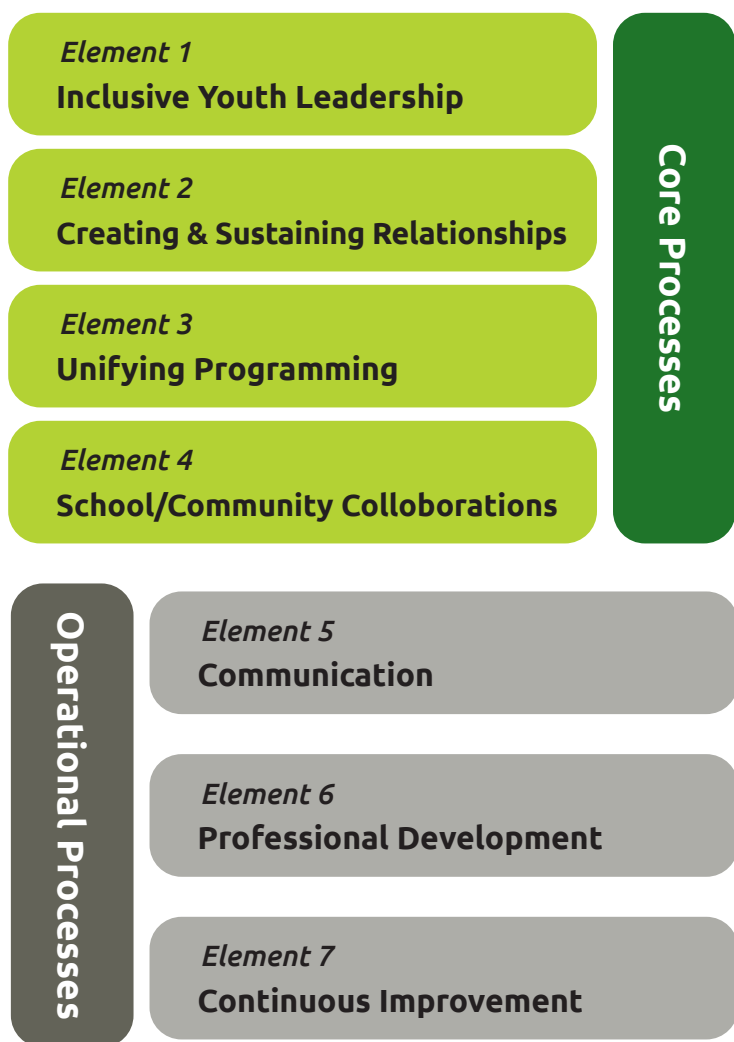 Element 1
Inclusive Youth Leadership
Element 2
Creating & Sustaining Relationships
Element 3
Unifying Programming
Element 4
School/Community Colloborations
Core Processes
Operational Processes
Element 5
Communication
Element 6
Professional Development
Element 7
Continuous Improvement